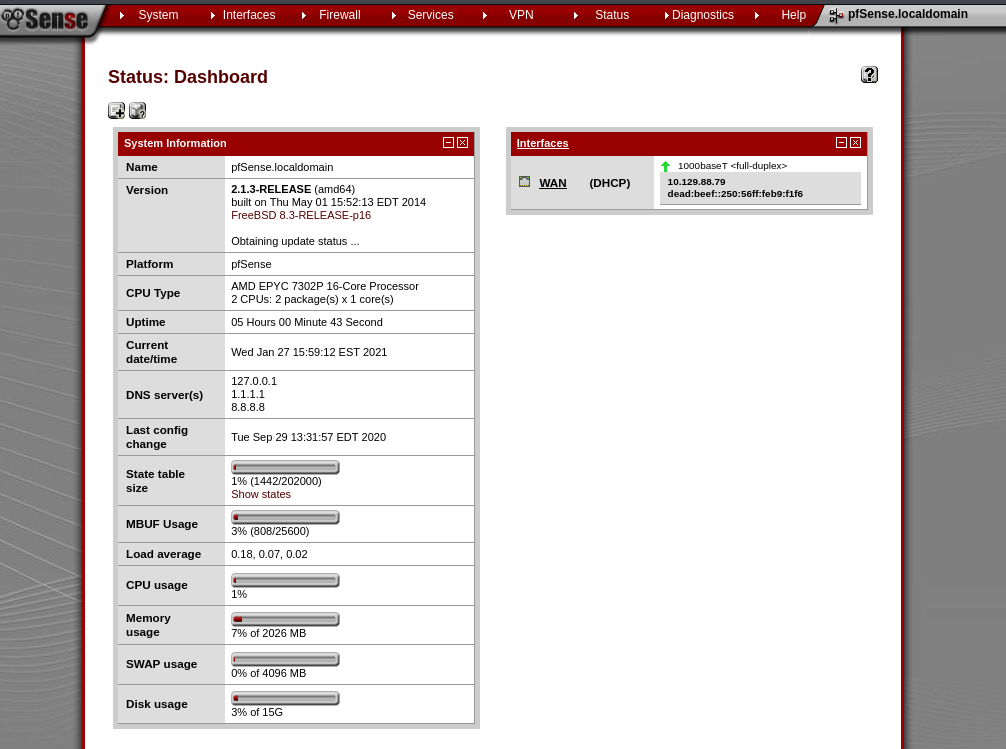 Sense
System
Interfaces
Firewall
Services
VPN
Status
Diagnostics
Help
pfSense.localdomain
Status: Dashboard
?
System Information
Name
pfSense.localdomain
Version
2.1.3-RELEASE (amd64)
built on Thu May 01 15:52:13 EDT 2014
FreeBSD 8.3-RELEASE-p16
Obtaining update status ...
Platform
pfSense
CPU Type
AMD EPYC 7302P 16-Core Processor
2 CPUs: 2 package(s) x 1 core(s)
Uptime
05 Hours 00 Minute 43 Second
Current
date/time
Wed Jan 27 15:59:12 EST 2021
DNS server(s)
127.0.0.1
1.1.1.1
8.8.8.8
Last config
change
Tue Sep 29 13:31:57 EDT 2020
State table
size
1% (1442/202000)
Show states
MBUF Usage
3% (808/25600)
Load average
0.18, 0.07, 0.02
CPU usage
1%
Memory
usage
7% of 2026 MB
SWAP usage
0% of 4096 MB
Disk usage
3% of 15G
Interfaces
WAN (DHCP)
1000baseT <full-duplex>
10.129.88.79
dead:beef::250:56ff:feb9:f1f6